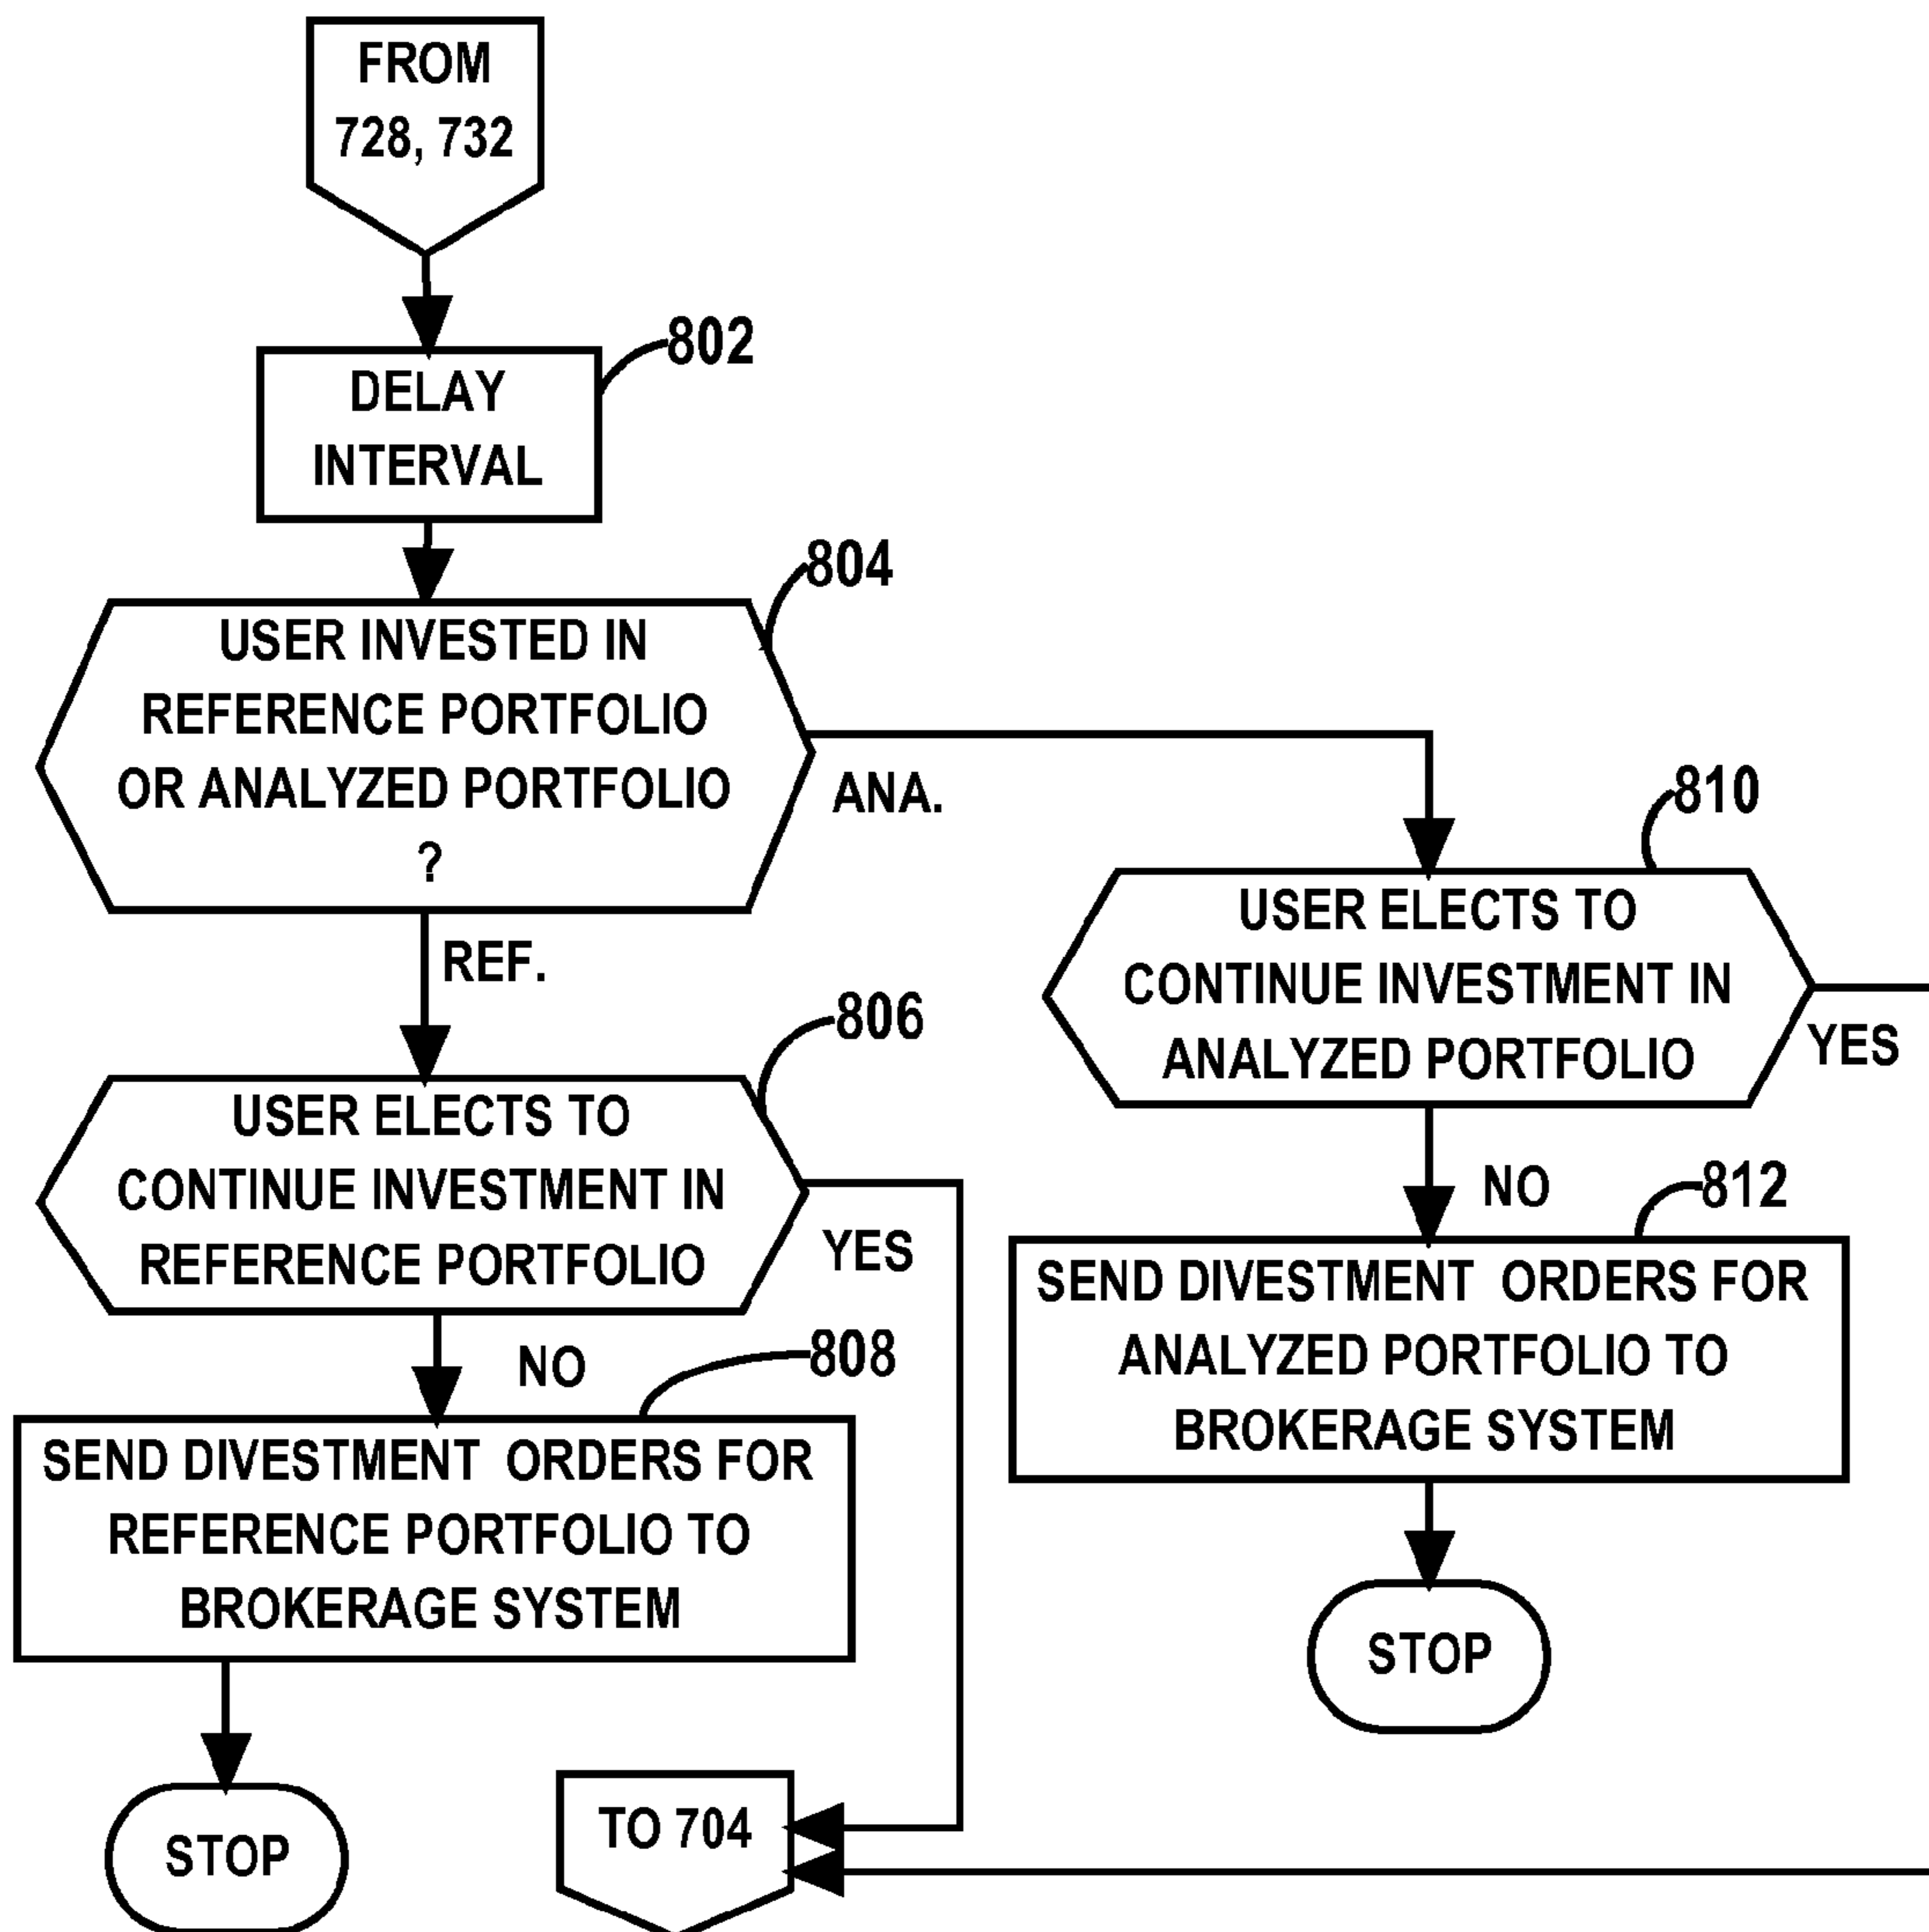 FROM
728, 732
802
DELAY
INTERVAL
804
USER INVESTED IN
REFERENCE PORTFOLIO
OR ANALYZED PORTFOLIO
?
ANA.
REF.
810
USER ELECTS TO
CONTINUE INVESTMENT IN
ANALYZED PORTFOLIO
YES
NO
806
USER ELECTS TO
CONTINUE INVESTMENT IN
REFERENCE PORTFOLIO
YES
NO
812
SEND DIVESTMENT ORDERS FOR
ANALYZED PORTFOLIO TO
BROKERAGE SYSTEM
STOP
808
SEND DIVESTMENT ORDERS FOR
REFERENCE PORTFOLIO TO
BROKERAGE SYSTEM
STOP
TO 704